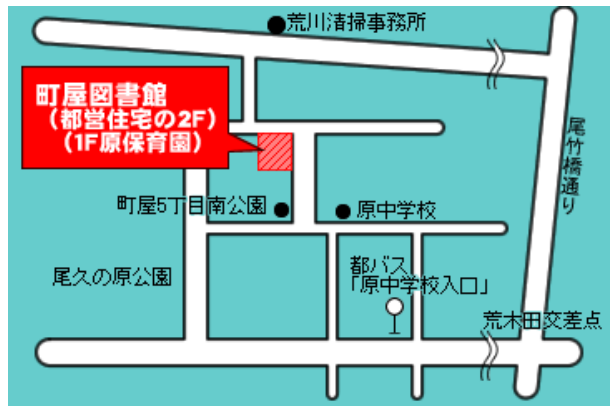 荒川清掃事務所
町屋図書館
（都営住宅の2F）
（1F原保育園）
尾竹橋通り
町屋5丁目南公園
原中学校
尾久の原公園
都バス
「原中学校入口」
荒木田交差点